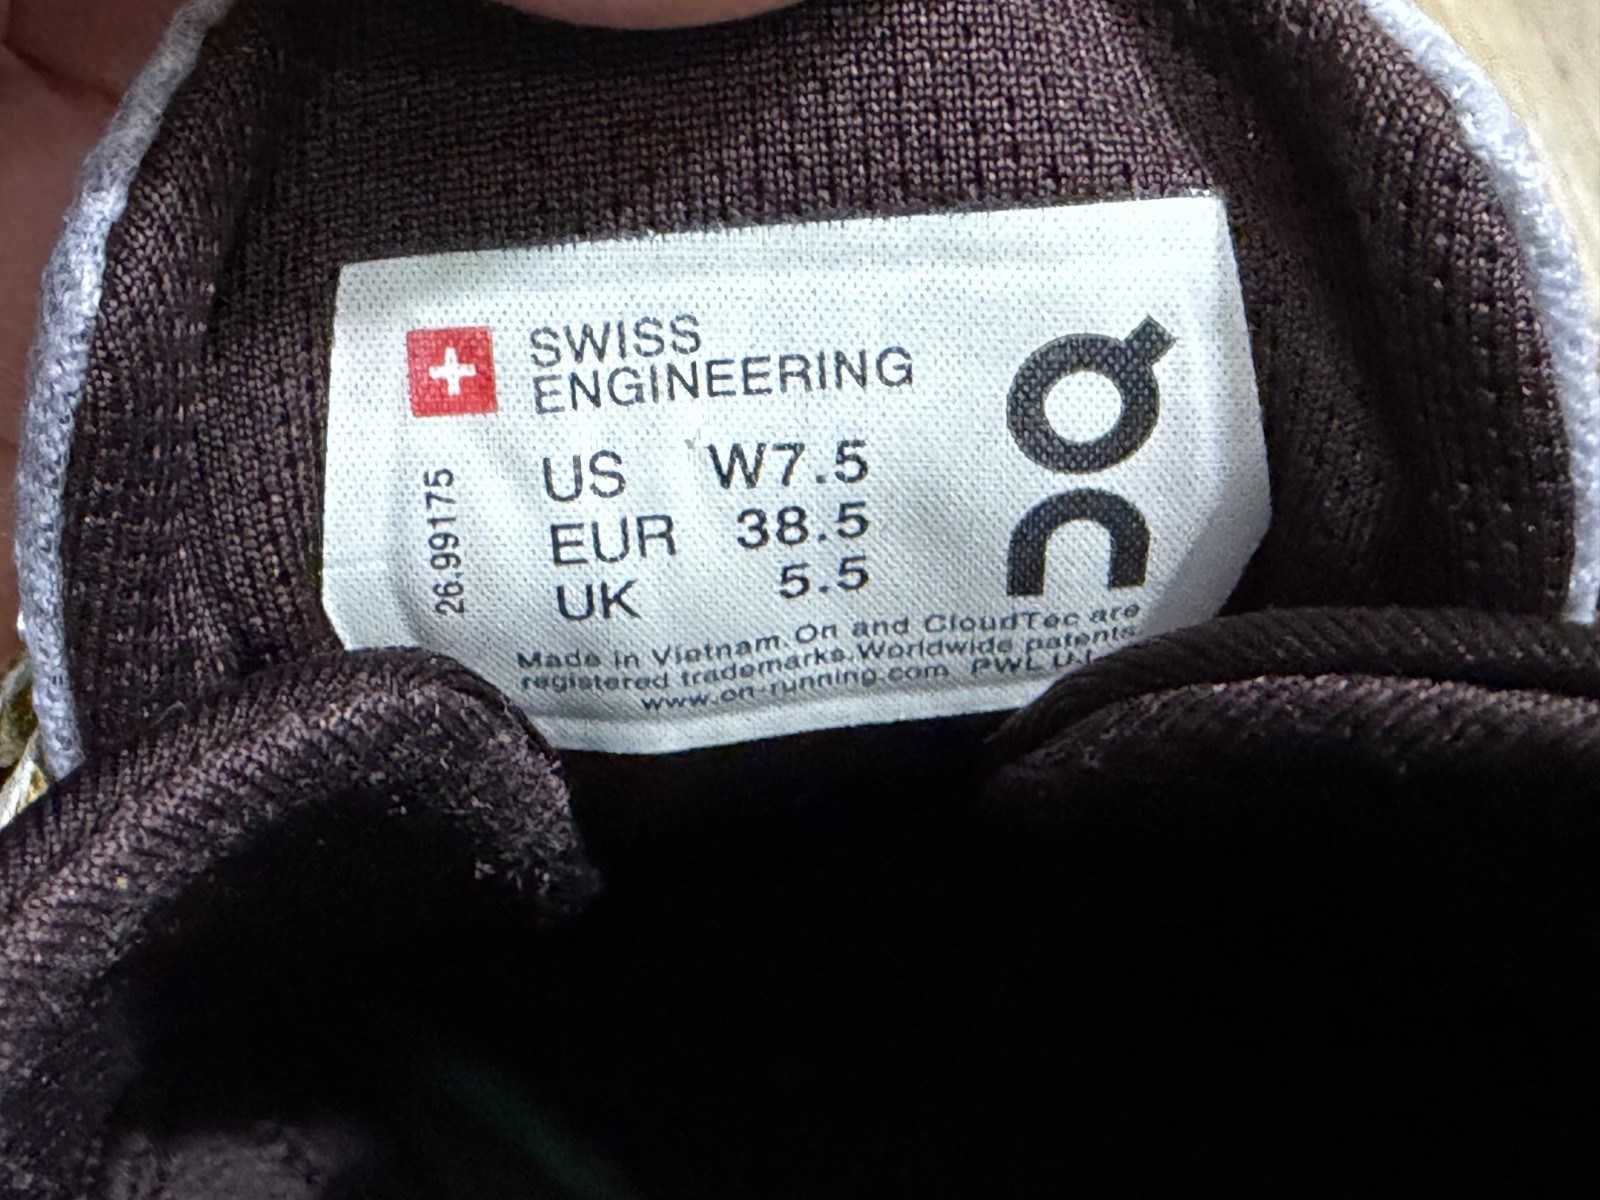 SWISS
ENGINEERING
US W7.5
EUR 38.5
UK 5.5
26.99175
On
Made in Vietnam. On and CloudTec are
registered trademarks. Worldwide patents.
www.on-running.com